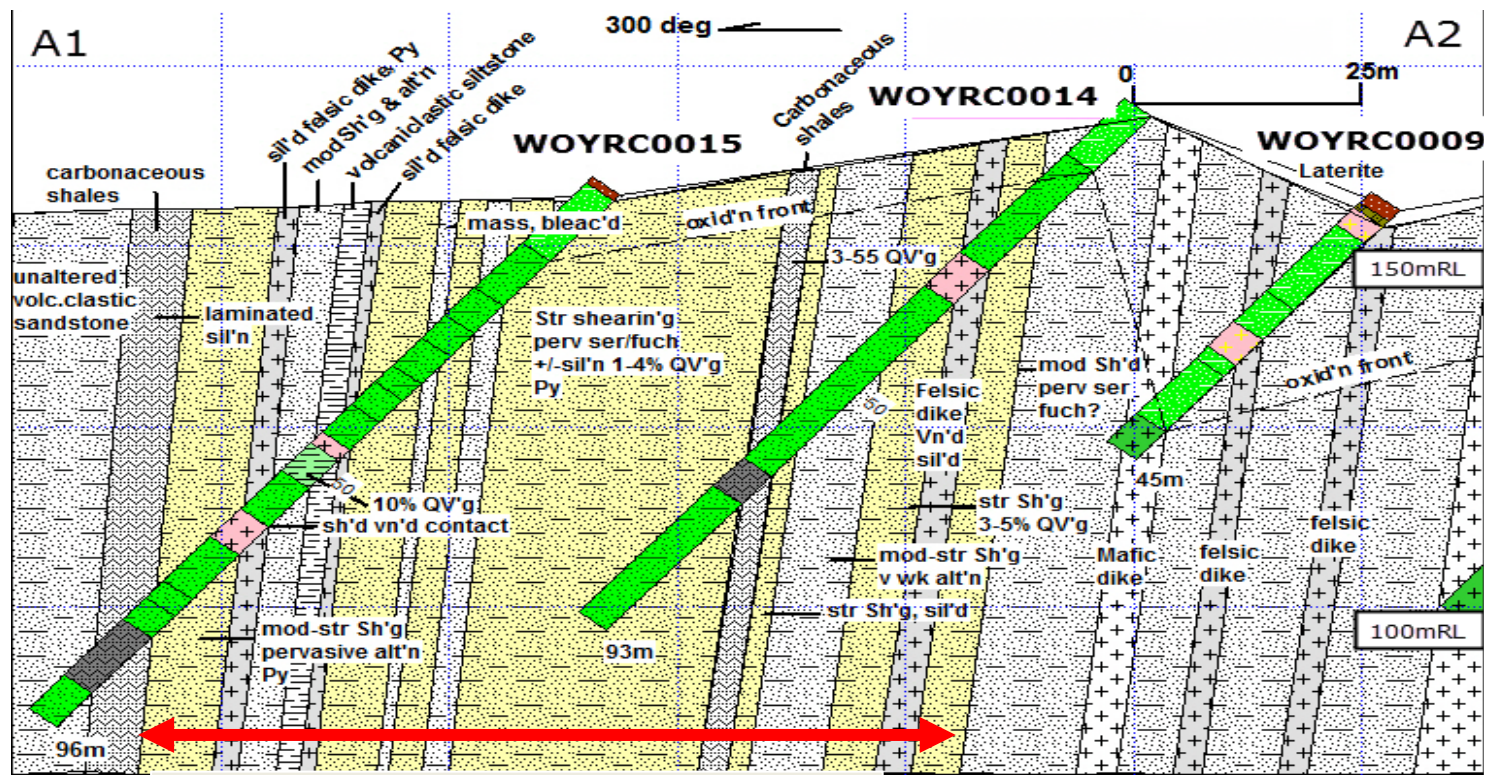 A1
300 deg
A2
sil'd felsic dike, Py
mod Sh'g & alt'n
volcaniclastic siltstone
sil'd felsic dike
Carbonaceous
shales
0
25m
WOYRC0014
WOYRC0015
WOYRC0009
Laterite
carbonaceous
shales
mass, bleac'd
oxid'n front
3-55 QV'g
150mRL
unaltered
volc.clastic
sandstone
laminated
sil'n
Str shearin'g
perv ser/fuch
+/-sil'n 1-4% QV'g
Py
mod Sh'd
perv ser
fuch?
oxid'n front
Felsic
dike
Vn'd
sil'd
50
50
10% QV'g
sh'd vn'd contact
45m
str Sh'g
3-5% QV'g
felsic
dike
Mafic
dike
felsic
dike
mod-str Sh'g
v wk alt'n
str Sh'g, sil'd
100mRL
mod-str Sh'g
pervasive alt'n
Py
93m
96m